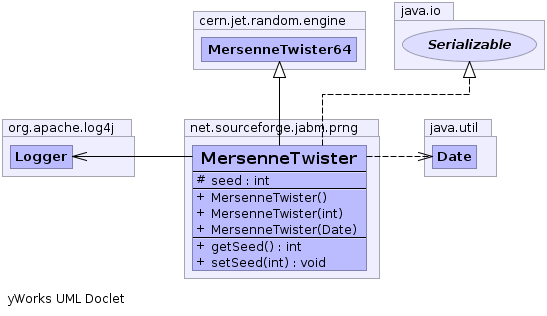 cern.jet.random.engine
MersenneTwister64
java.io
Serializable
org.apache.log4j
Logger
net.sourceforge.jabm.prng
MersenneTwister
# seed : int
+ MersenneTwister()
+ MersenneTwister(int)
+ MersenneTwister(Date)
+ getSeed() : int
+ setSeed(int) : void
java.util
Date
yWorks UML Doclet